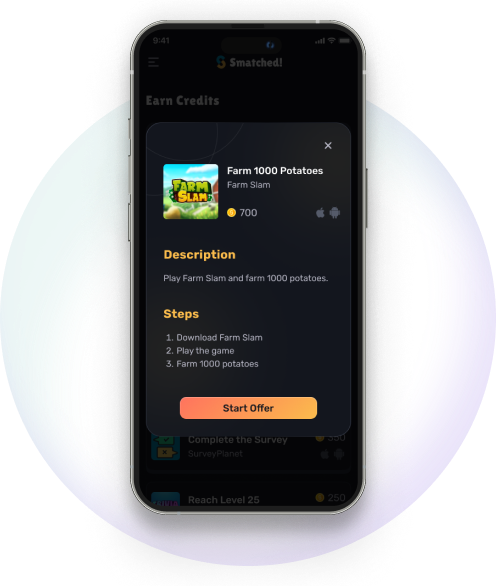 9:41
Smatched!
Earn Credits
Farm 1000 Potatoes
Farm Slam
FARM
SLAM
700
Description
Play Farm Slam and farm 1000 potatoes.
Steps
1. Download Farm Slam
2. Play the game
3. Farm 1000 potatoes
Start Offer
Complete the Survey
350
SurveyPlanet
Reach Level 25
250